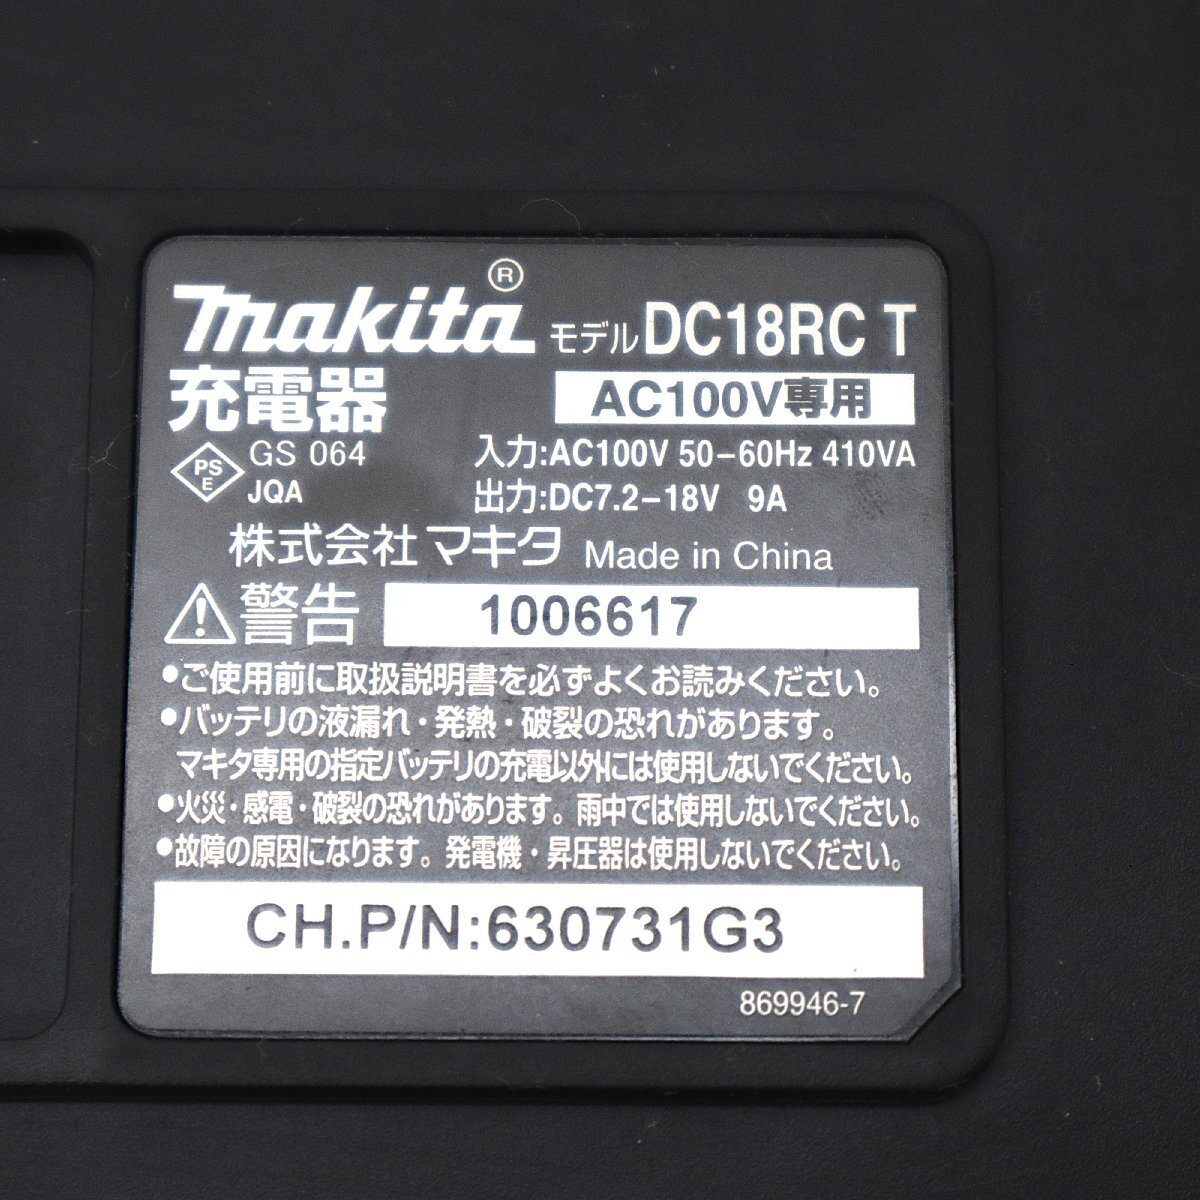 makita® モデル DC18RC T
充電器 AC100V専用
PSE GS 064 入力:AC100V 50-60Hz 410VA
JQA 出力:DC7.2-18V 9A
株式会社マキタ Made in China
警告 1006617
•ご使用前に取扱説明書を必ずよくお読みください。
•バッテリの液漏れ・発熱・破裂の恐れがあります。
マキタ専用の指定バッテリの充電以外には使用しないでください。
•火災・感電・破裂の恐れがあります。雨中では使用しないでください。
•故障の原因になります。発電機・昇圧器は使用しないでください。
CH.P/N:630731G3
869946-7